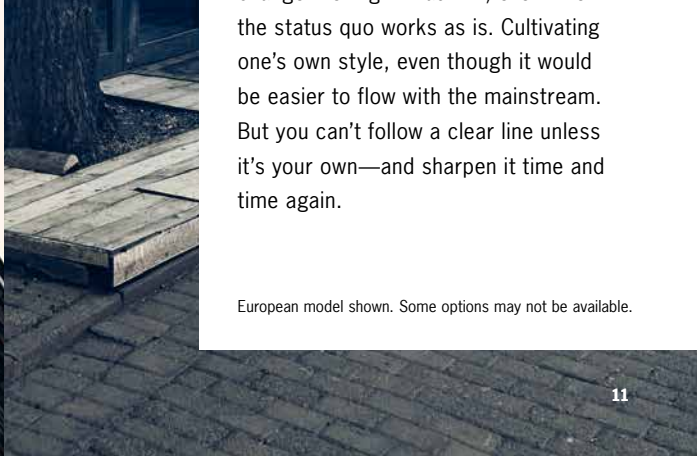 the status quo works as is. Cultivating
one’s own style, even though it would
be easier to flow with the mainstream.
But you can’t follow a clear line unless
it’s your own—and sharpen it time and
time again.
European model shown. Some options may not be available.
11